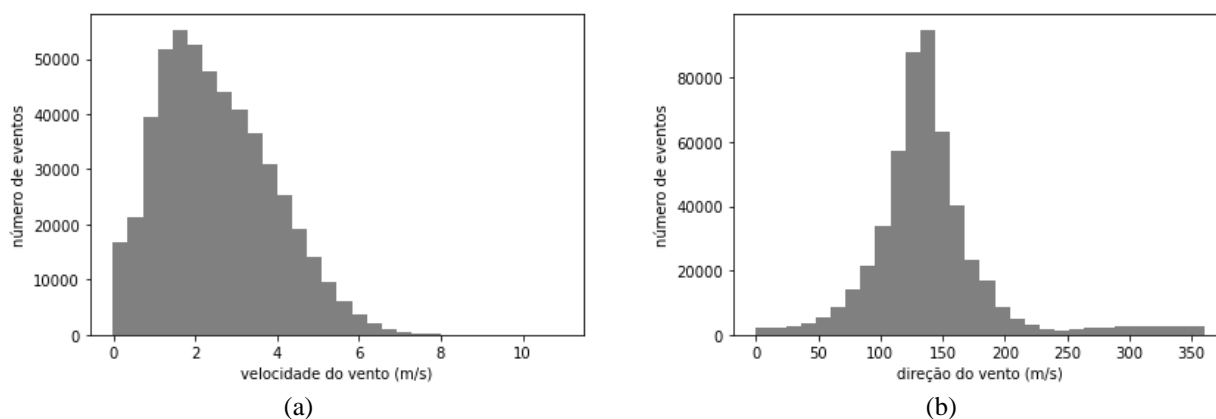 50000
40000
30000
20000
10000
0
número de eventos
0 2 4 6 8 10
velocidade do vento (m/s)
(a)
80000
60000
40000
20000
0
número de eventos
0 50 100 150 200 250 300 350
direção do vento (m/s)
(b)